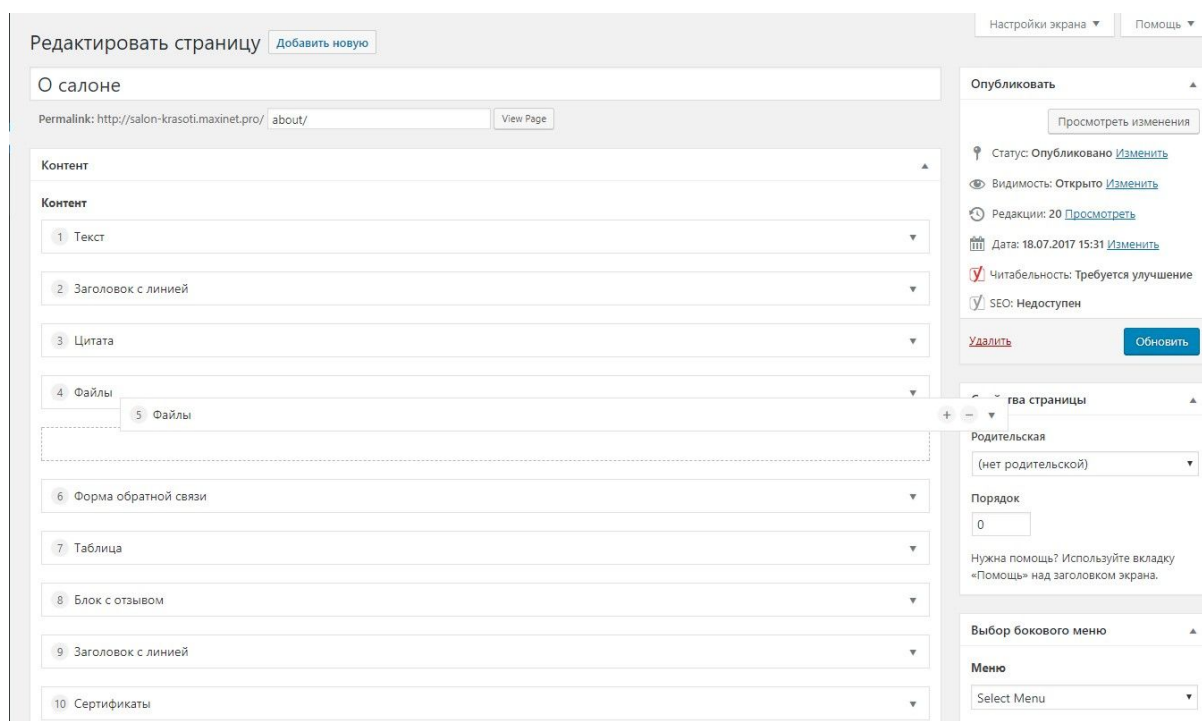 Настройки экрана ▼
Помощь ▼
Редактировать страницу
Добавить новую
О салоне
Permalink: http://salon-krasoti.maxinet.pro/ about/
View Page
Контент
Контент
1 Текст
2 Заголовок с линией
3 Цитата
4 Файлы
5 Файлы
6 Форма обратной связи
7 Таблица
8 Блок с отзывом
9 Заголовок с линией
10 Сертификаты
Опубликовать
Просмотреть изменения
Статус: Опубликовано Изменить
Видимость: Открыто Изменить
Редакции: 20 Просмотреть
Дата: 18.07.2017 15:31 Изменить
Читабельность: Требуется улучшение
SEO: Недоступен
Удалить
Обновить
страницы
Родительская
(нет родительской)
Порядок
0
Нужна помощь? Используйте вкладку
«Помощь» над заголовком экрана.
Выбор бокового меню
Меню
Select Menu